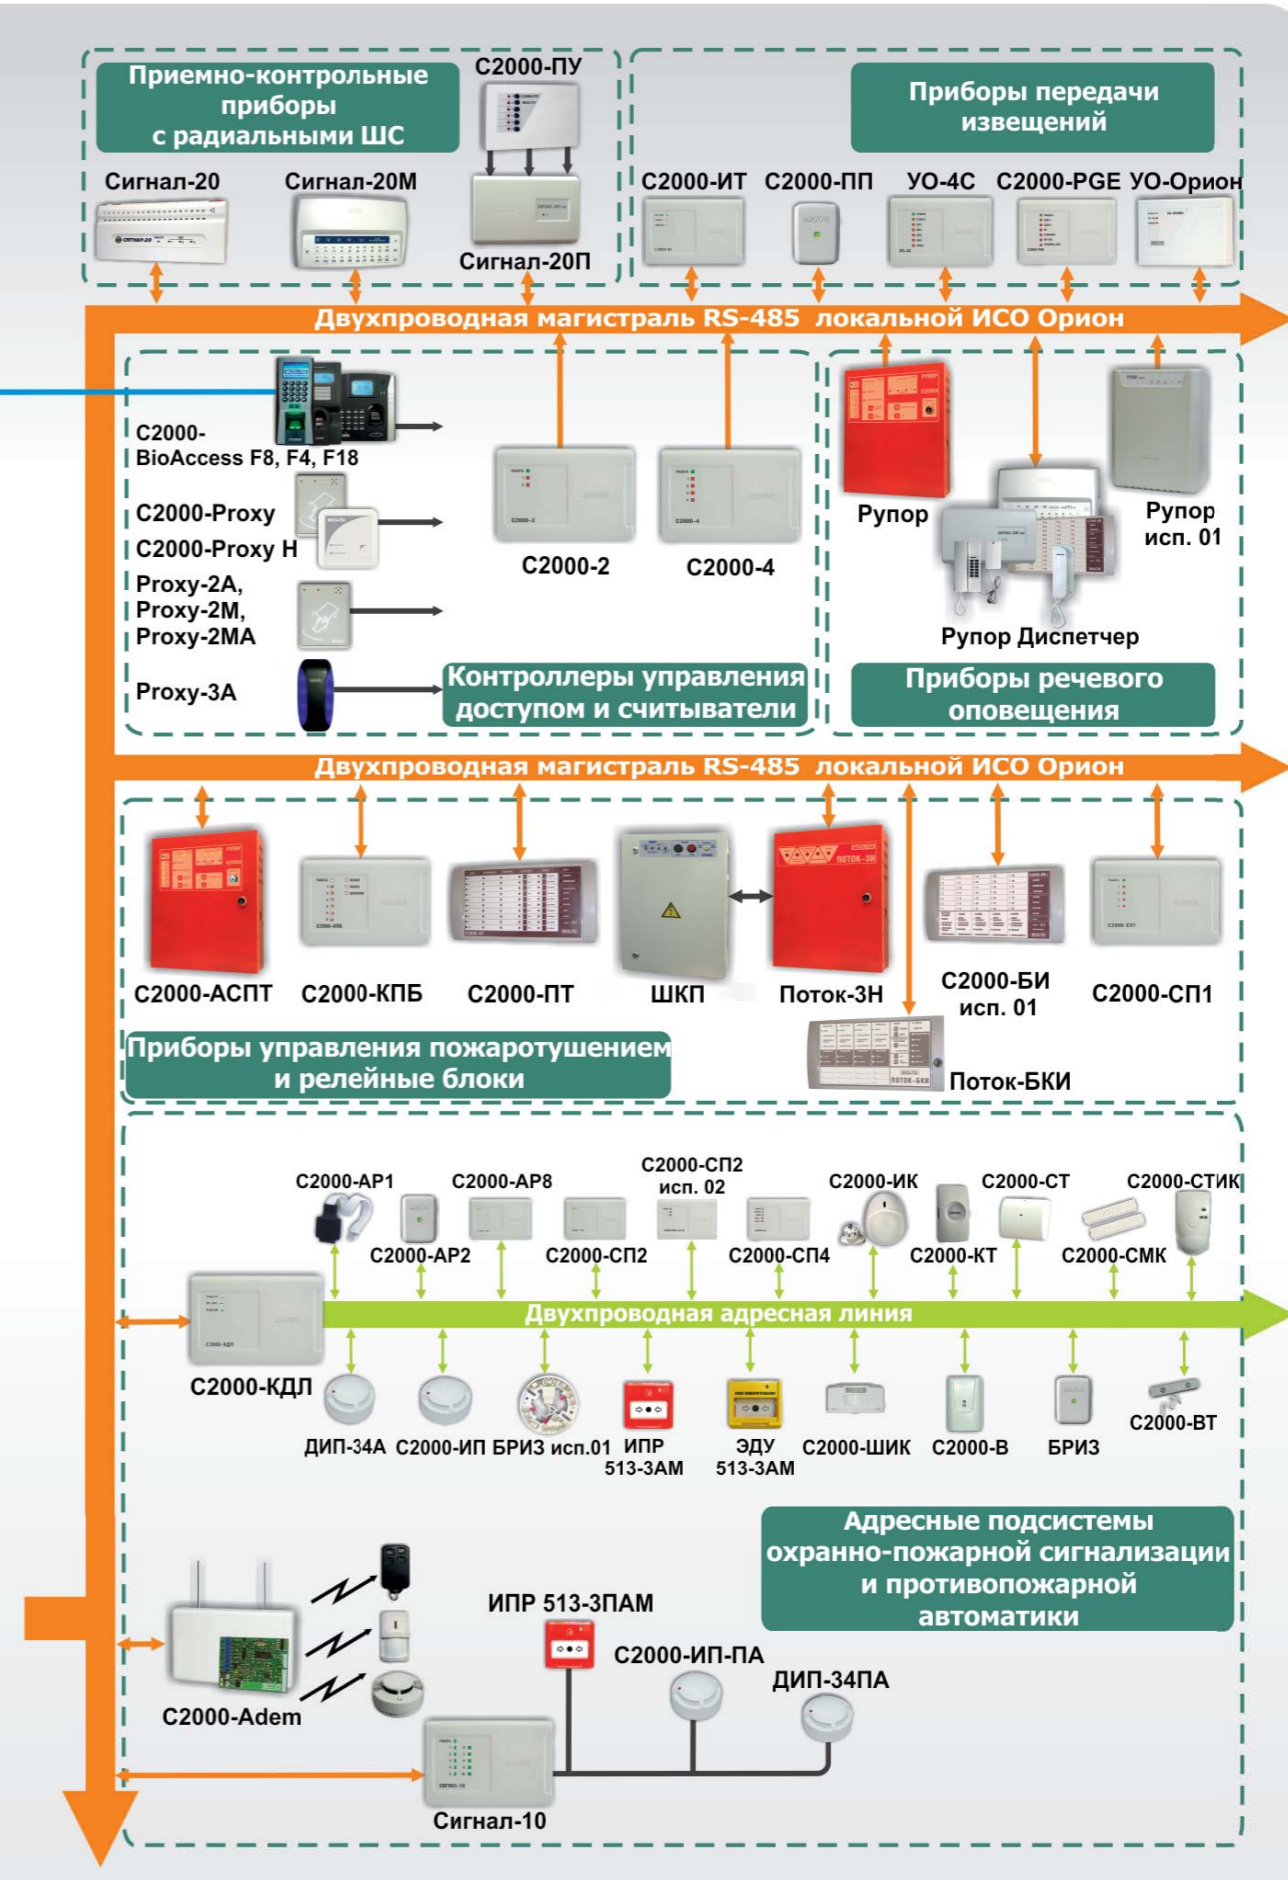 Приемно-контрольные
приборы
с радиальными ШС
С2000-ПУ
Приборы передачи
извещений
Сигнал-20
Сигнал-20М
Сигнал-20П
С2000-ИТ
С2000-ПП
УО-4С
С2000-PGE
УО-Орион
Двухпроводная магистраль RS-485 локальной ИСО Орион
С2000-
BioAccess F8, F4, F18
С2000-Proxy
С2000-Proxy H
Proxy-2A,
Proxy-2M,
Proxy-2MA
Proxy-3A
С2000-2
С2000-4
Контроллеры управления
доступом и считыватели
РУПОР
Рупор
Рупор
исп. 01
Рупор Диспетчер
Приборы речевого
оповещения
Двухпроводная магистраль RS-485 локальной ИСО Орион
ПОТОК-3Н
С2000-АСПТ
С2000-КПБ
С2000-ПТ
ШКП
Поток-3Н
С2000-БИ
исп. 01
С2000-СП1
ПОТОК-БКИ
Поток-БКИ
Приборы управления пожаротушением
и релейные блоки
С2000-АР1
С2000-АР2
С2000-АР8
С2000-СП2
С2000-СП2
исп. 02
С2000-СП4
С2000-ИК
С2000-КТ
С2000-СТ
С2000-СМК
С2000-СТИК
Двухпроводная адресная линия
С2000-КДЛ
ДИП-34А
С2000-ИП
БРИЗ исп.01
ИПР
513-3АМ
ЭДУ
513-3АМ
С2000-ШИК
С2000-В
БРИЗ
С2000-ВТ
Адресные подсистемы
охранно-пожарной сигнализации
и противопожарной
автоматики
С2000-Adem
ИПР 513-3ПАМ
С2000-ИП-ПА
ДИП-34ПА
Сигнал-10